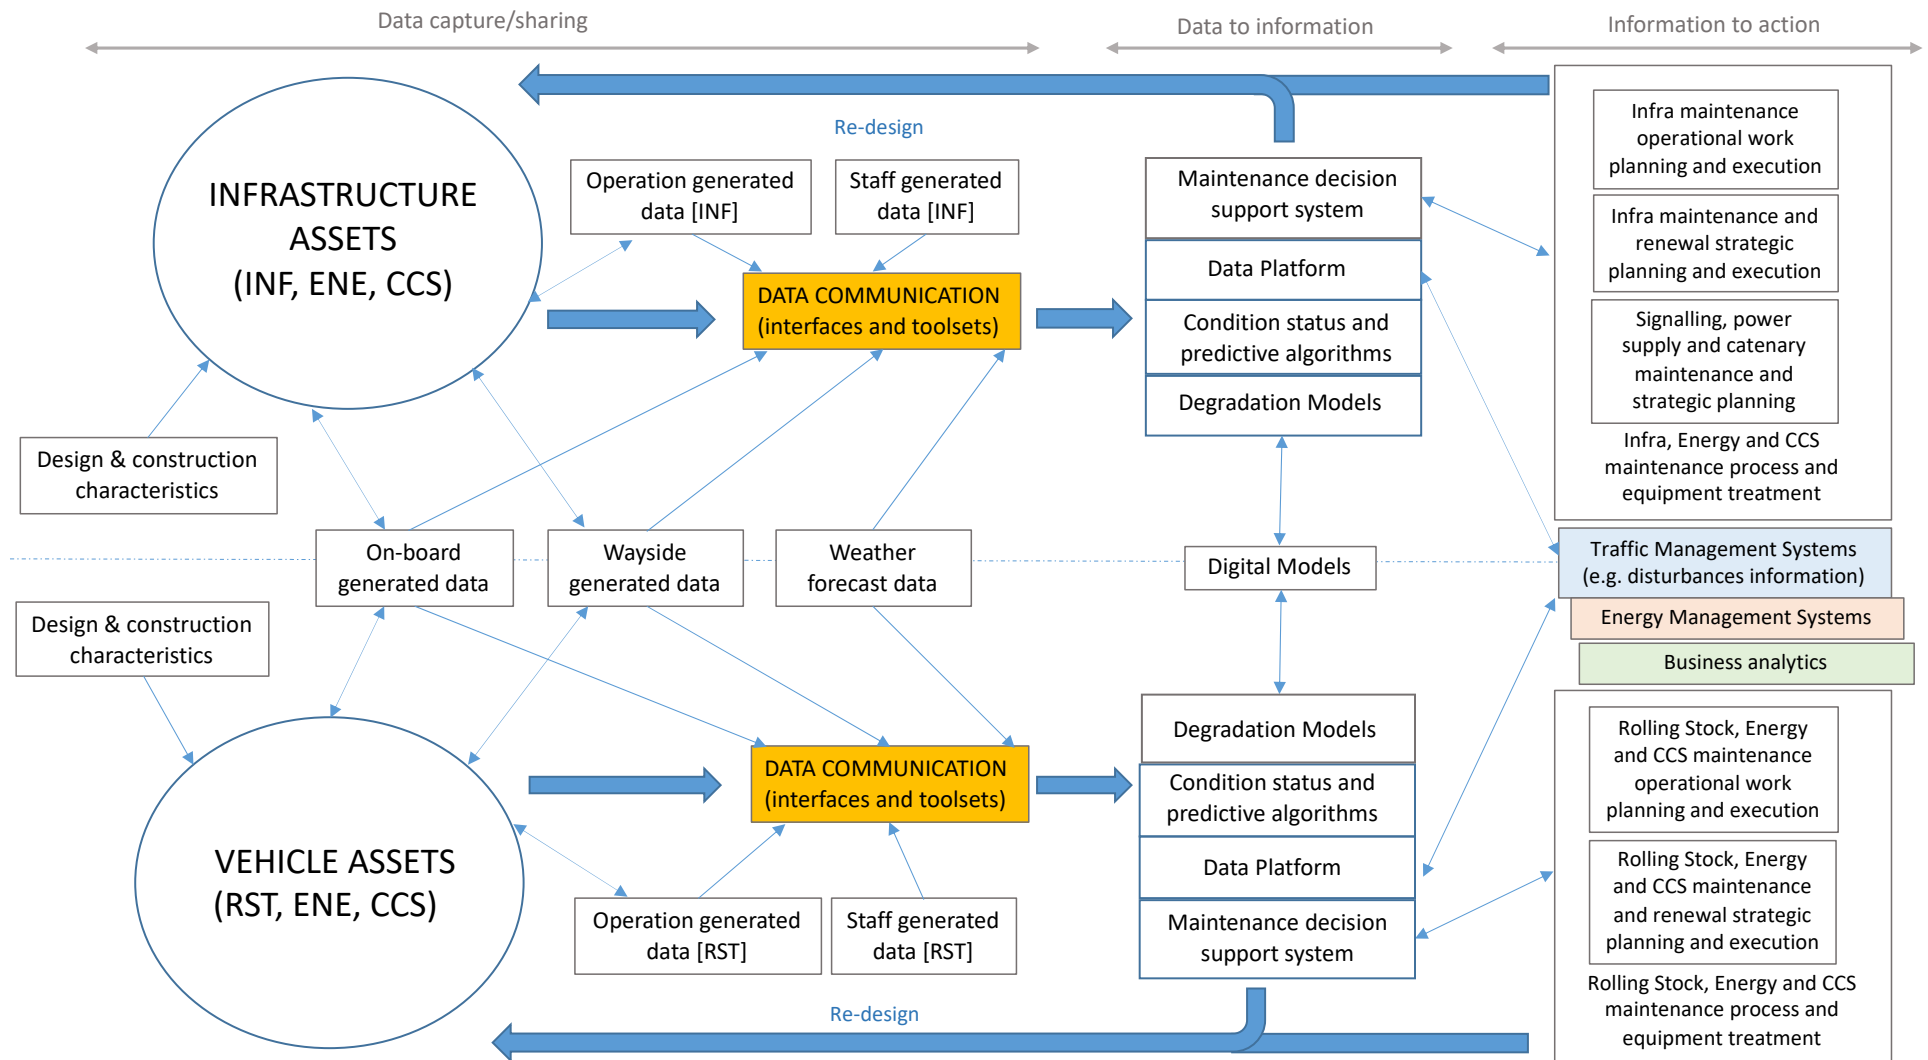 Data capture/sharing
Data to information
Information to action
Re-design
INFRASTRUCTURE
ASSETS
(INF, ENE, CCS)
Operation generated
data [INF]
Staff generated
data [INF]
DATA COMMUNICATION
(interfaces and toolsets)
Maintenance decision
support system
Data Platform
Condition status and
predictive algorithms
Degradation Models
Infra maintenance
operational work
planning and execution
Infra maintenance and
renewal strategic
planning and execution
Signalling, power
supply and catenary
maintenance and
strategic planning
Infra, Energy and CCS
maintenance process and
equipment treatment
Design & construction
characteristics
On-board
generated data
Wayside
generated data
Weather
forecast data
Digital Models
Traffic Management Systems
(e.g. disturbances information)
Energy Management Systems
Business analytics
Design & construction
characteristics
VEHICLE ASSETS
(RST, ENE, CCS)
DATA COMMUNICATION
(interfaces and toolsets)
Operation generated
data [RST]
Staff generated
data [RST]
Degradation Models
Condition status and
predictive algorithms
Data Platform
Maintenance decision
support system
Rolling Stock, Energy
and CCS maintenance
operational work
planning and execution
Rolling Stock, Energy
and CCS maintenance
and renewal strategic
planning and execution
Rolling Stock, Energy and CCS
maintenance process and
equipment treatment
Re-design